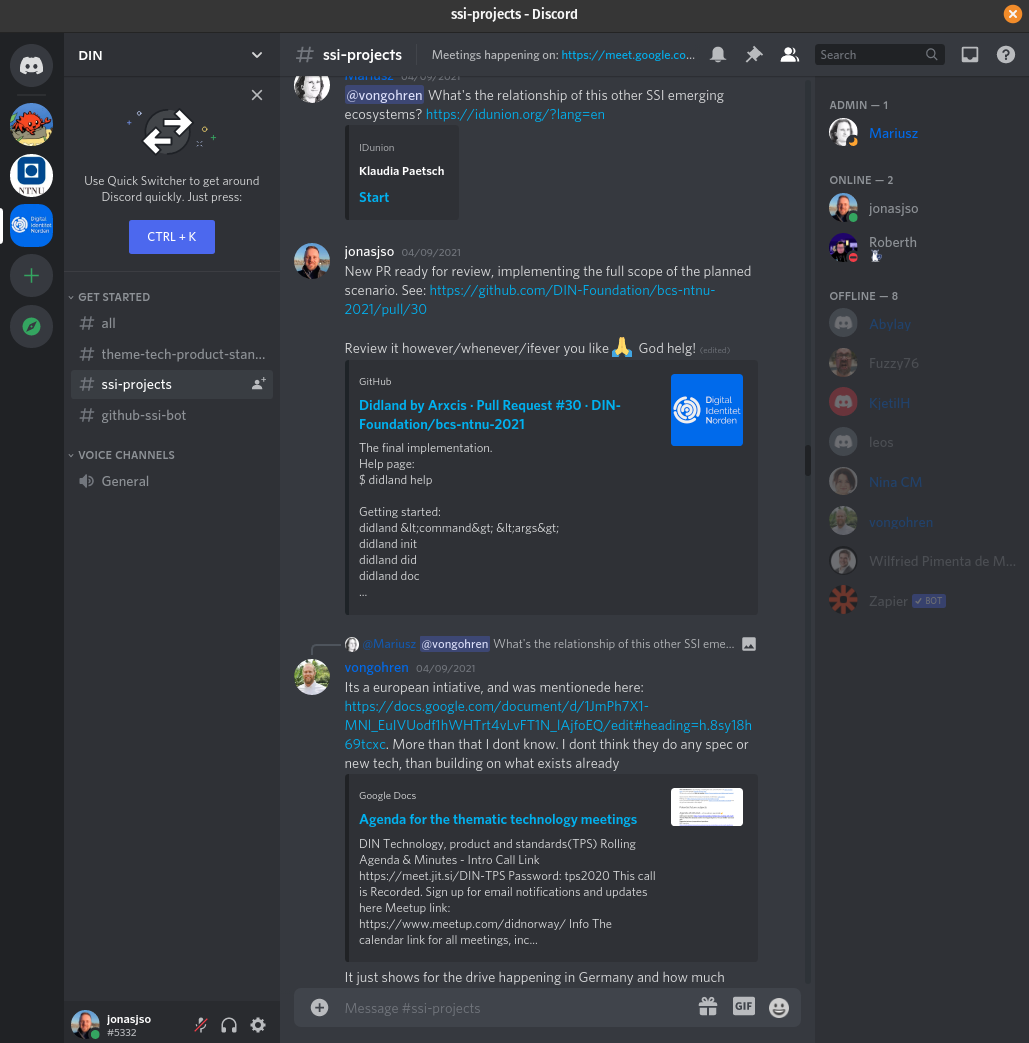 ssi-projects - Discord
DIN
ssi-projects
Meetings happening on: https://meet.google.co...
Search
Use Quick Switcher to get around
Discord quickly. Just press:
CTRL + K
GET STARTED
all
theme-tech-product-stan...
ssi-projects
github-ssi-bot
VOICE CHANNELS
General
NTNU
Digital
Identitet
Norden
jonasjso
#5332
Mariusz 04/09/2021
@vongohren What's the relationship of this other SSI emerging
ecosystems? https://idunion.org/?lang=en
IDunion
Klaudia Paetsch
Start
jonasjso 04/09/2021
New PR ready for review, implementing the full scope of the planned
scenario. See: https://github.com/DIN-Foundation/bcs-ntnu-
2021/pull/30
Review it however/whenever/ifever you like🙏 God helg! (edited)
GitHub
Didland by Arxcis · Pull Request #30 · DIN-
Foundation/bcs-ntnu-2021
The final implementation.
Help page:
$ didland help
Getting started:
didland &lt;command&gt; &lt;args&gt;
didland init
didland did
didland doc
...
Digital
Identitet
Norden
@Mariusz @vongohren What's the relationship of this other SSI eme...
vongohren 04/09/2021
Its a european intiative, and was mentionede here:
https://docs.google.com/document/d/1JmPh7X1-
MNI_EuIVUodf1hWHTrt4vLvFT1N_IAjfoEQ/edit#heading=h.8sy18h
69tcxc. More than that I dont know. I dont think they do any spec or
new tech, than building on what exists already
Google Docs
Agenda for the thematic technology meetings
DIN Technology, product and standards(TPS) Rolling
Agenda & Minutes - Intro Call Link
https://meet.jit.si/DIN-TPS Password: tps2020 This call
is Recorded. Sign up for email notifications and updates
here Meetup link:
https://www.meetup.com/didnorway/ Info The
calendar link for all meetings, inc...
It just shows for the drive happening in Germany and how much
Message #ssi-projects
GIF
ADMIN — 1
Mariusz
ONLINE — 2
jonasjso
Roberth
OFFLINE — 8
Abylay
Fuzzy76
KjetilH
leos
Nina CM
vongohren
Wilfried Pimenta de M...
Zapier ✓ BOT